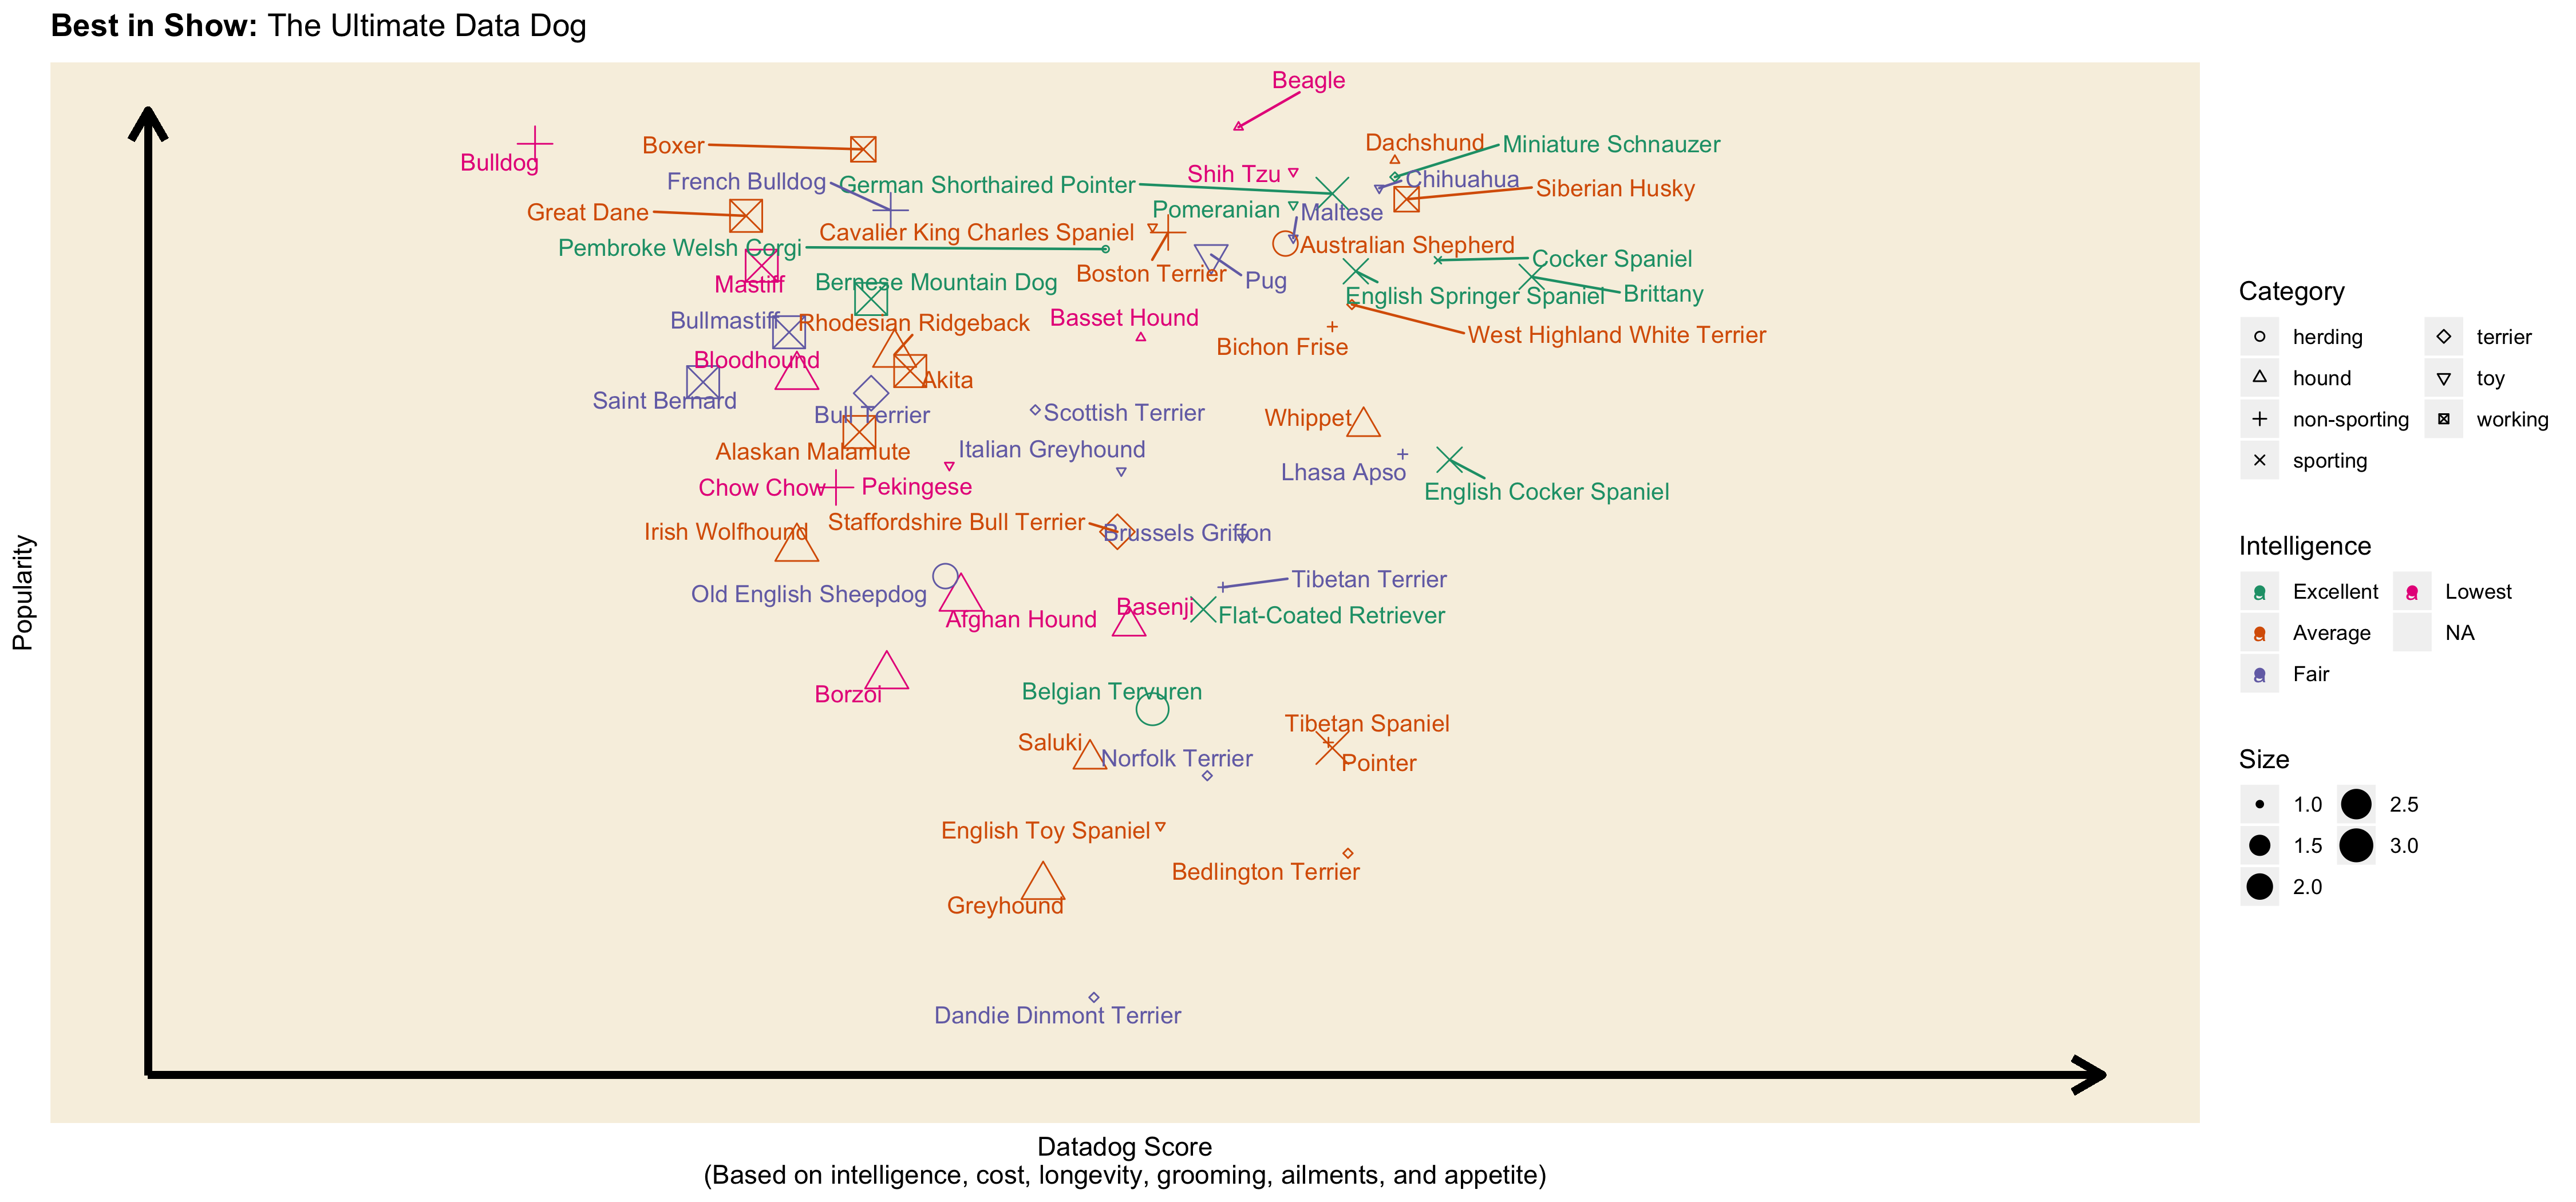 Best in Show: The Ultimate Data Dog
Beagle
Bulldog
Boxer
Dachshund
Miniature Schnauzer
French Bulldog
German Shorthaired Pointer
Shih Tzu
Chihuahua
Siberian Husky
Great Dane
Pomeranian
Maltese
Cavalier King Charles Spaniel
Pembroke Welsh Corgi
Australian Shepherd
Boston Terrier
Pug
Cocker Spaniel
Mastiff
Bernese Mountain Dog
English Springer Spaniel
Brittany
Bullmastiff
Rhodesian Ridgeback
Basset Hound
Bichon Frise
West Highland White Terrier
Bloodhound
Akita
Saint Bernard
Bull Terrier
Scottish Terrier
Whippet
Alaskan Malamute
Italian Greyhound
Lhasa Apso
Chow Chow
Pekingese
English Cocker Spaniel
Irish Wolfhound
Staffordshire Bull Terrier
Brussels Griffon
Old English Sheepdog
Tibetan Terrier
Afghan Hound
Basenji
Flat-Coated Retriever
Borzoi
Belgian Tervuren
Tibetan Spaniel
Saluki
Norfolk Terrier
Pointer
English Toy Spaniel
Bedlington Terrier
Greyhound
Dandie Dinmont Terrier
Popularity
Datadog Score
(Based on intelligence, cost, longevity, grooming, ailments, and appetite)
Category
herding
terrier
hound
toy
non-sporting
working
sporting
Intelligence
a Excellent
a Lowest
a Average
NA
a Fair
Size
1.0
2.5
1.5
3.0
2.0